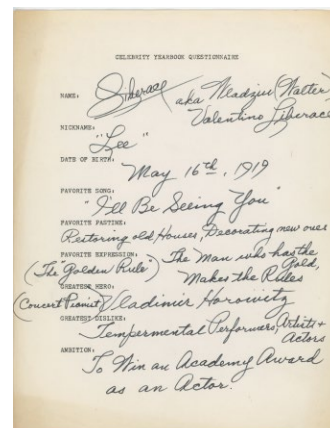 CELEBRITY YEARBOOK QUESTIONNAIRE
NAME: Liberace aka Wladziu (Walter)
Valentino Liberace
NICKNAME:
"Lee"
DATE OF BIRTH:
May 16th, 1919
FAVORITE SONG:
"I'll Be Seeing You"
FAVORITE PASTIME:
Restoring old Houses, Decorating new ones
FAVORITE EXPRESSION: The Man who has the
(The "Golden Rule") Gold,
Makes the Rules
GREATEST HERO:
(Concert Pianist) Vladimir Horowitz
GREATEST DISLIKE:
Tempermental Performers, Artists +
Actors
AMBITION:
To Win an Academy Award
as an Actor.